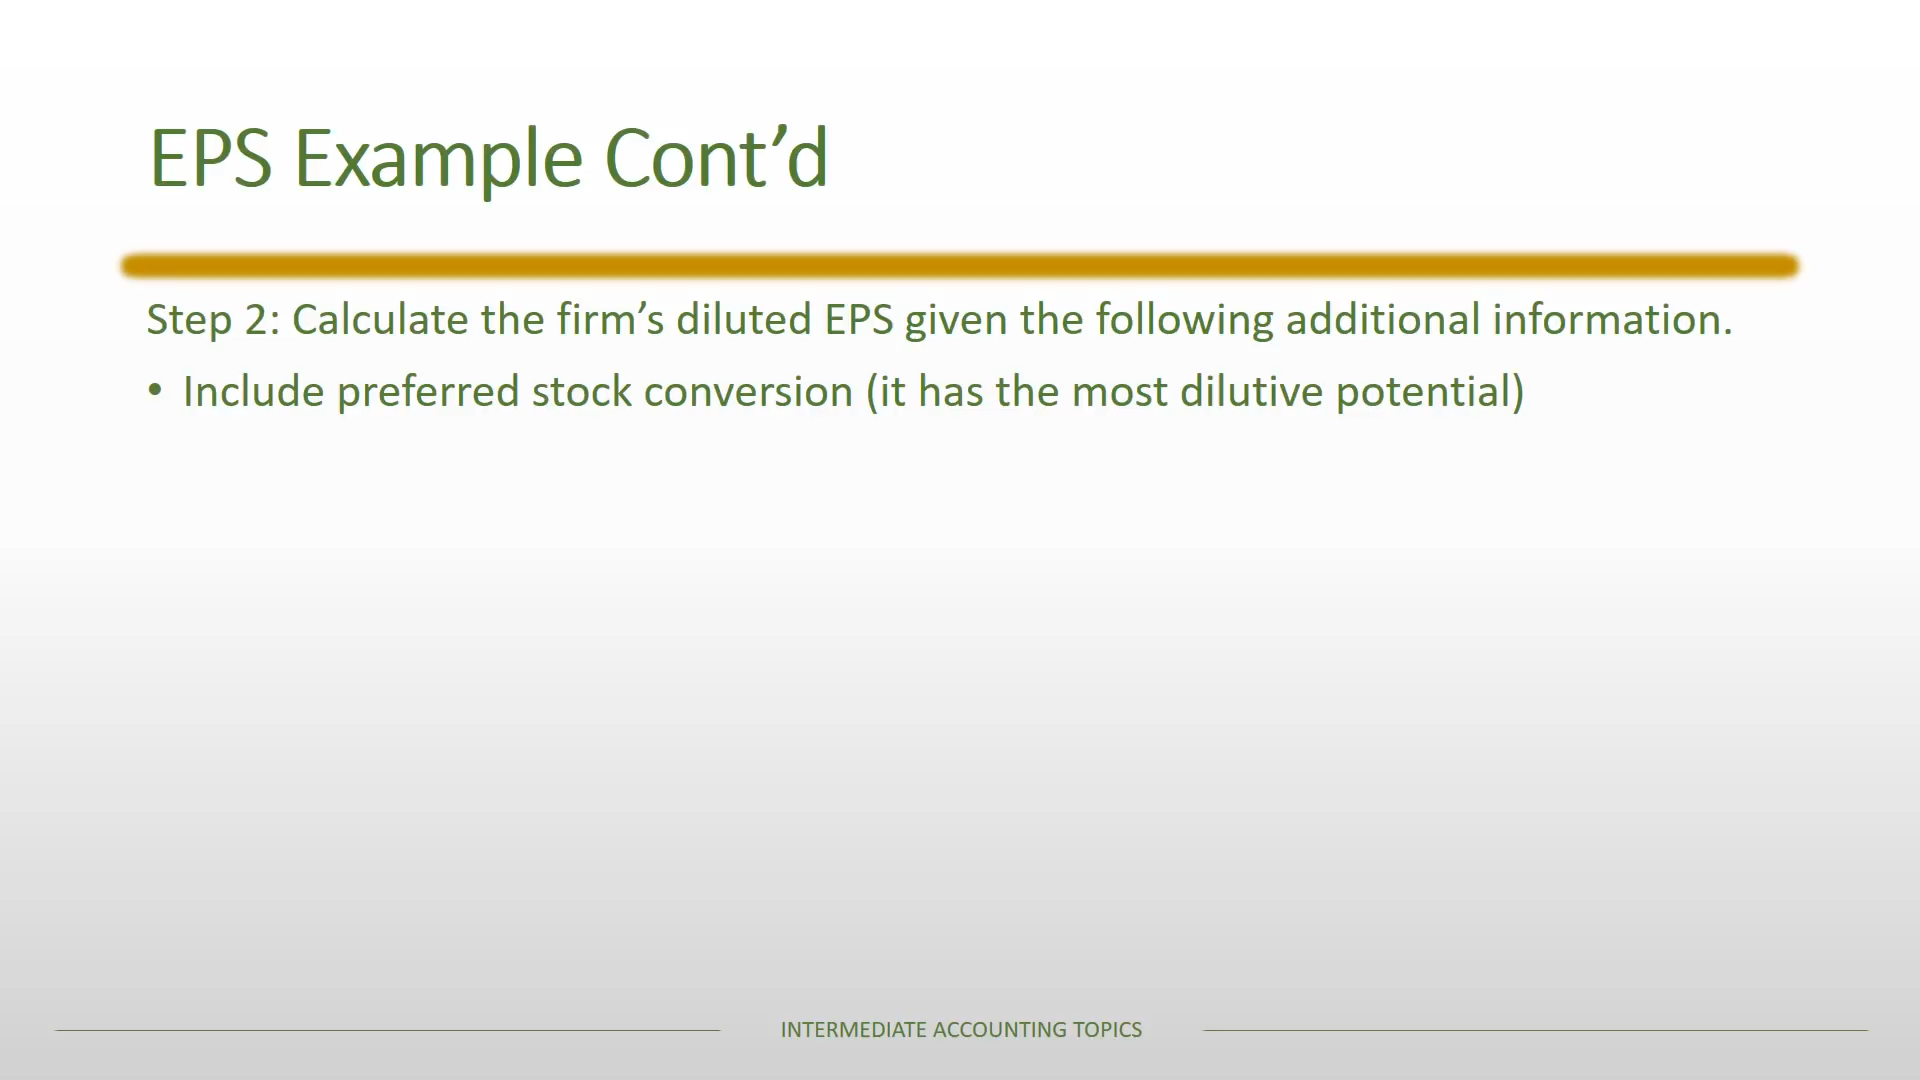 EPS Example Cont’d
Step 2: Calculate the firm’s diluted EPS given the following additional information.
• Include preferred stock conversion (it has the most dilutive potential)
INTERMEDIATE ACCOUNTING TOPICS